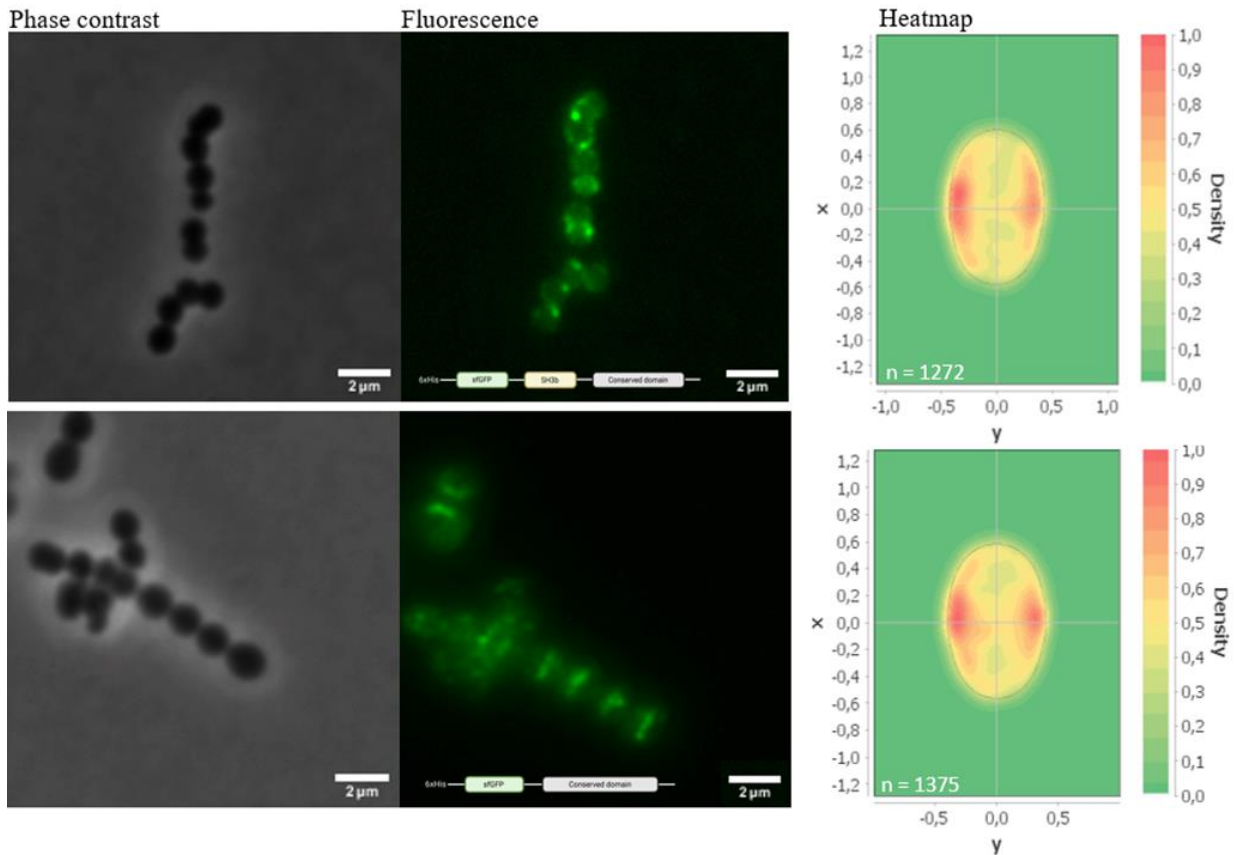 Phase contrast
Fluorescence
Heatmap
2 µm
6xHis
sfGFP
SH3b
Conserved domain
2 µm
1,2
1,0
0,8
0,6
0,4
0,2
0,0
-0,2
-0,4
-0,6
-0,8
-1,0
-1,2
x
n = 1272
-1,0
-0,5
0,0
0,5
1,0
y
1,0
0,9
0,8
0,7
0,6
0,5
0,4
0,3
0,2
0,1
0,0
Density
2 µm
6xHis
sfGFP
Conserved domain
2 µm
1,2
1,0
0,8
0,6
0,4
0,2
0,0
-0,2
-0,4
-0,6
-0,8
-1,0
-1,2
x
n = 1375
-0,5
0,0
0,5
y
1,0
0,9
0,8
0,7
0,6
0,5
0,4
0,3
0,2
0,1
0,0
Density